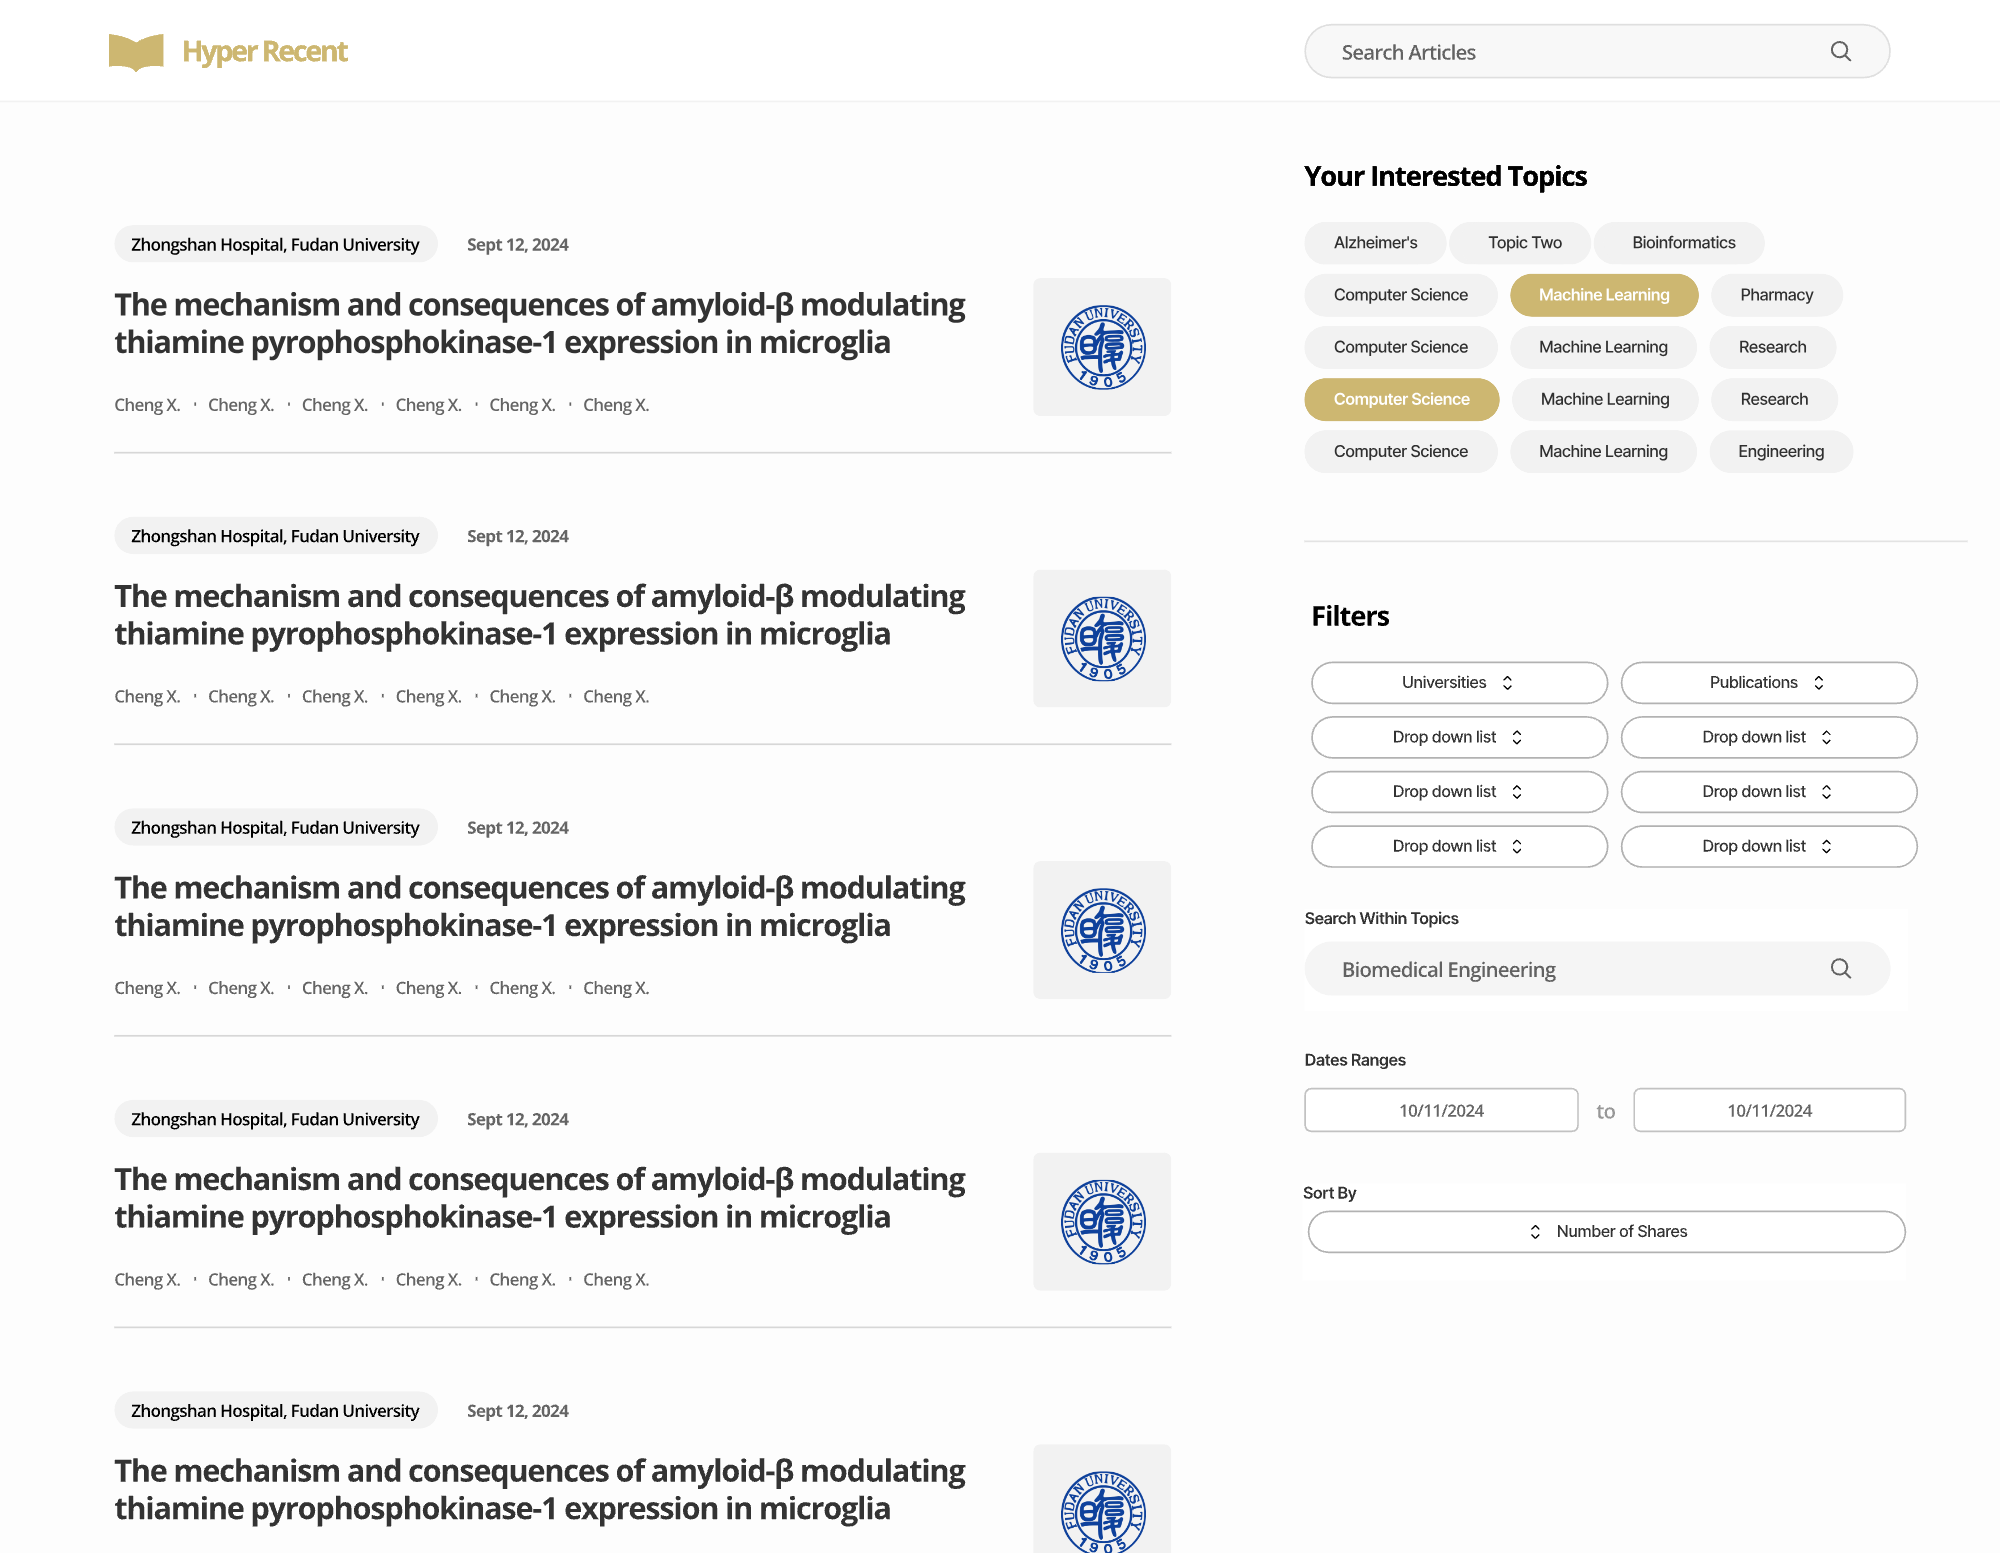 Hyper Recent
Search Articles
Zhongshan Hospital, Fudan University
Sept 12, 2024
The mechanism and consequences of amyloid-β modulating
thiamine pyrophosphokinase-1 expression in microglia
Cheng X. · Cheng X. · Cheng X. · Cheng X. · Cheng X. · Cheng X.
FUDAN UNIVERSITY
1905
Zhongshan Hospital, Fudan University
Sept 12, 2024
The mechanism and consequences of amyloid-β modulating
thiamine pyrophosphokinase-1 expression in microglia
Cheng X. · Cheng X. · Cheng X. · Cheng X. · Cheng X. · Cheng X.
FUDAN UNIVERSITY
1905
Zhongshan Hospital, Fudan University
Sept 12, 2024
The mechanism and consequences of amyloid-β modulating
thiamine pyrophosphokinase-1 expression in microglia
Cheng X. · Cheng X. · Cheng X. · Cheng X. · Cheng X. · Cheng X.
FUDAN UNIVERSITY
1905
Zhongshan Hospital, Fudan University
Sept 12, 2024
The mechanism and consequences of amyloid-β modulating
thiamine pyrophosphokinase-1 expression in microglia
Cheng X. · Cheng X. · Cheng X. · Cheng X. · Cheng X. · Cheng X.
FUDAN UNIVERSITY
1905
Zhongshan Hospital, Fudan University
Sept 12, 2024
The mechanism and consequences of amyloid-β modulating
thiamine pyrophosphokinase-1 expression in microglia
FUDAN UNIVERSITY
1905
Your Interested Topics
Alzheimer's
Topic Two
Bioinformatics
Computer Science
Machine Learning
Pharmacy
Computer Science
Machine Learning
Research
Computer Science
Machine Learning
Research
Computer Science
Machine Learning
Engineering
Filters
Universities
Publications
Drop down list
Drop down list
Drop down list
Drop down list
Drop down list
Drop down list
Search Within Topics
Biomedical Engineering
Dates Ranges
10/11/2024 to 10/11/2024
Sort By
Number of Shares